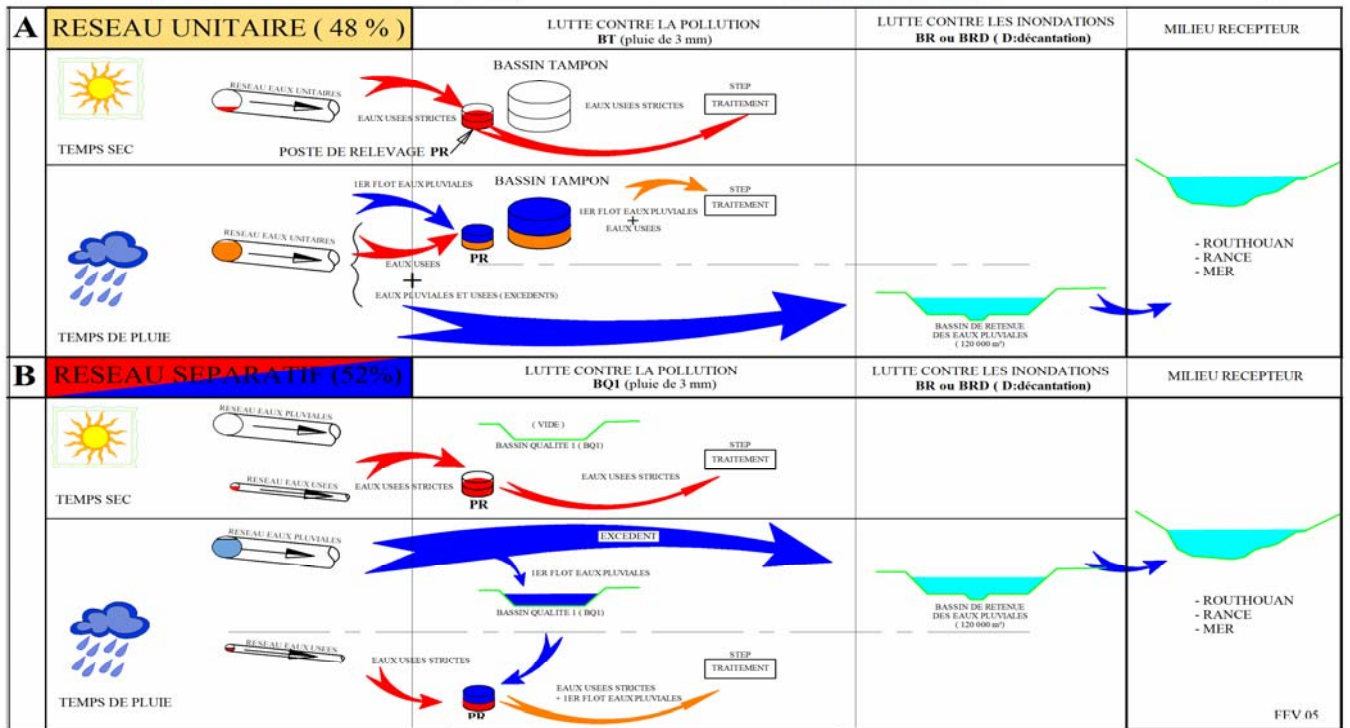 A
RESEAU UNITAIRE ( 48 % )
LUTTE CONTRE LA POLLUTION
BT (pluie de 3 mm)
LUTTE CONTRE LES INONDATIONS
BR ou BRD ( D:décantation)
MILIEU RECEPTEUR
TEMPS SEC
RESEAU EAUX UNITAIRES
EAUX USEES STRICTES
BASSIN TAMPON
POSTE DE RELEVAGE PR
EAUX USEES STRICTES
STEP
TRAITEMENT
TEMPS DE PLUIE
RESEAU EAUX UNITAIRES
1ER FLOT EAUX PLUVIALES
BASSIN TAMPON
PR
EAUX USEES
+
EAUX PLUVIALES ET USEES ( EXCEDENTS)
1ER FLOT EAUX PLUVIALES
+
EAUX USEES
STEP
TRAITEMENT
BASSIN DE RETENUE
DES EAUX PLUVIALES
( 120 000 m³)
- ROUTHOUAN
- RANCE
- MER
B
RESEAU SEPARATIF (52%)
LUTTE CONTRE LA POLLUTION
BQ1 (pluie de 3 mm)
LUTTE CONTRE LES INONDATIONS
BR ou BRD ( D:décantation)
MILIEU RECEPTEUR
TEMPS SEC
RESEAU EAUX PLUVIALES
RESEAU EAUX USEES
EAUX USEES STRICTES
( VIDE )
BASSIN QUALITE 1 ( BQ1)
PR
EAUX USEES STRICTES
STEP
TRAITEMENT
TEMPS DE PLUIE
RESEAU EAUX PLUVIALES
EXCEDENT
1ER FLOT EAUX PLUVIALES
BASSIN QUALITE 1 ( BQ1)
RESEAU EAUX USEES
EAUX USEES STRICTES
PR
EAUX USEES STRICTES
+ 1ER FLOT EAUX PLUVIALES
STEP
TRAITEMENT
BASSIN DE RETENUE
DES EAUX PLUVIALES
( 120 000 m³)
- ROUTHOUAN
- RANCE
- MER
FEV.05